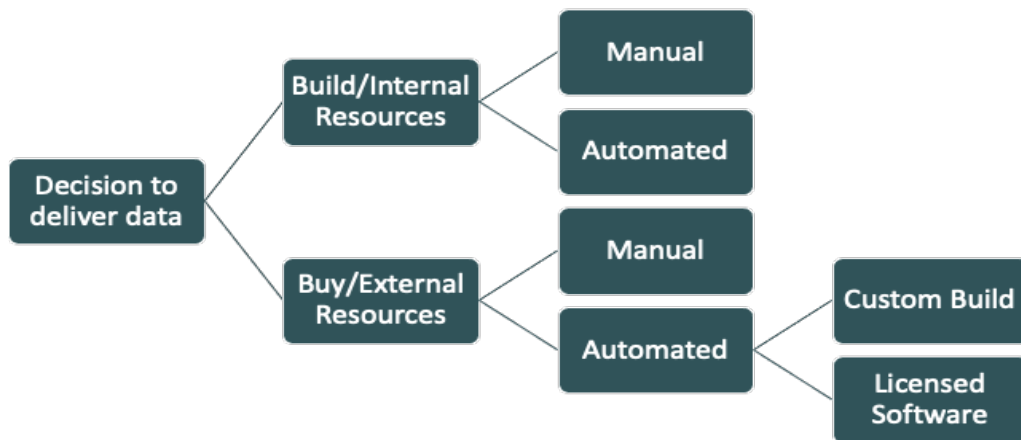 Decision to
deliver data
Build/Internal
Resources
Manual
Automated
Buy/External
Resources
Manual
Automated
Custom Build
Licensed
Software